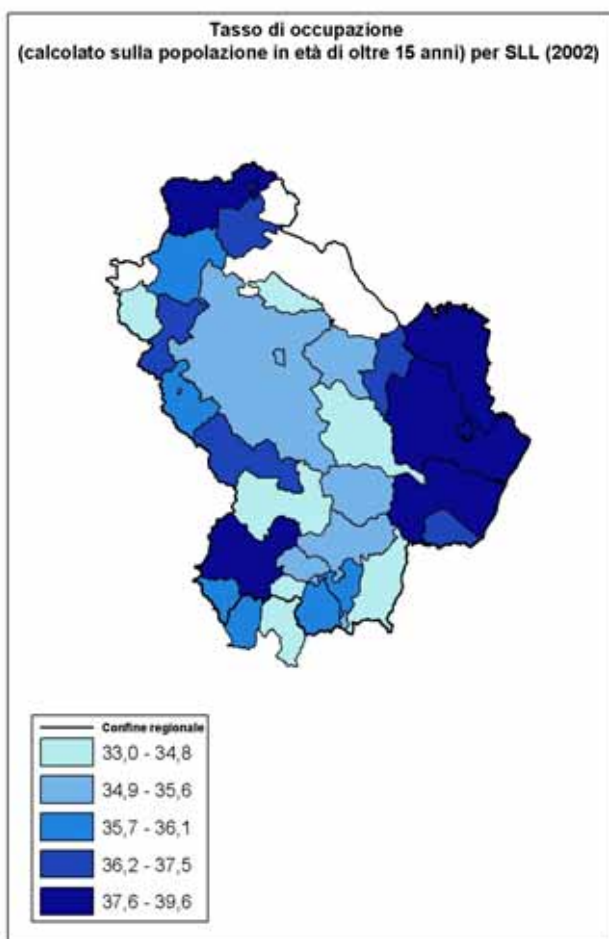 Tasso di occupazione
(calcolato sulla popolazione in età di oltre 15 anni) per SLL (2002)
Confine regionale
33,0 - 34,8
34,9 - 35,6
35,7 - 36,1
36,2 - 37,5
37,6 - 39,6